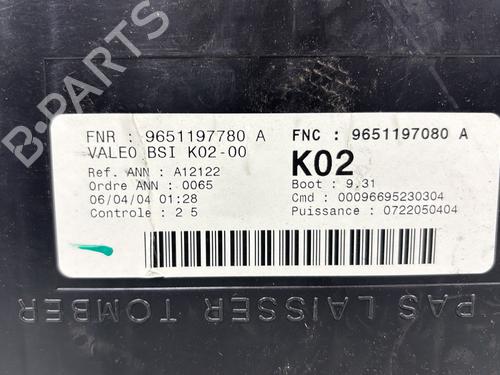 B-PARTS
FNR : 9651197780 A
FNC : 9651197080 A
VALEO BSI K02-00
K02
Ref. ANN : A12122
Ordre ANN : 0065
Boot : 9.31
06/04/04 01:28
Cmd : 00096695230304
Controle : 2 5
Puissance : 0722050404
PAS LAISSER TOMBER